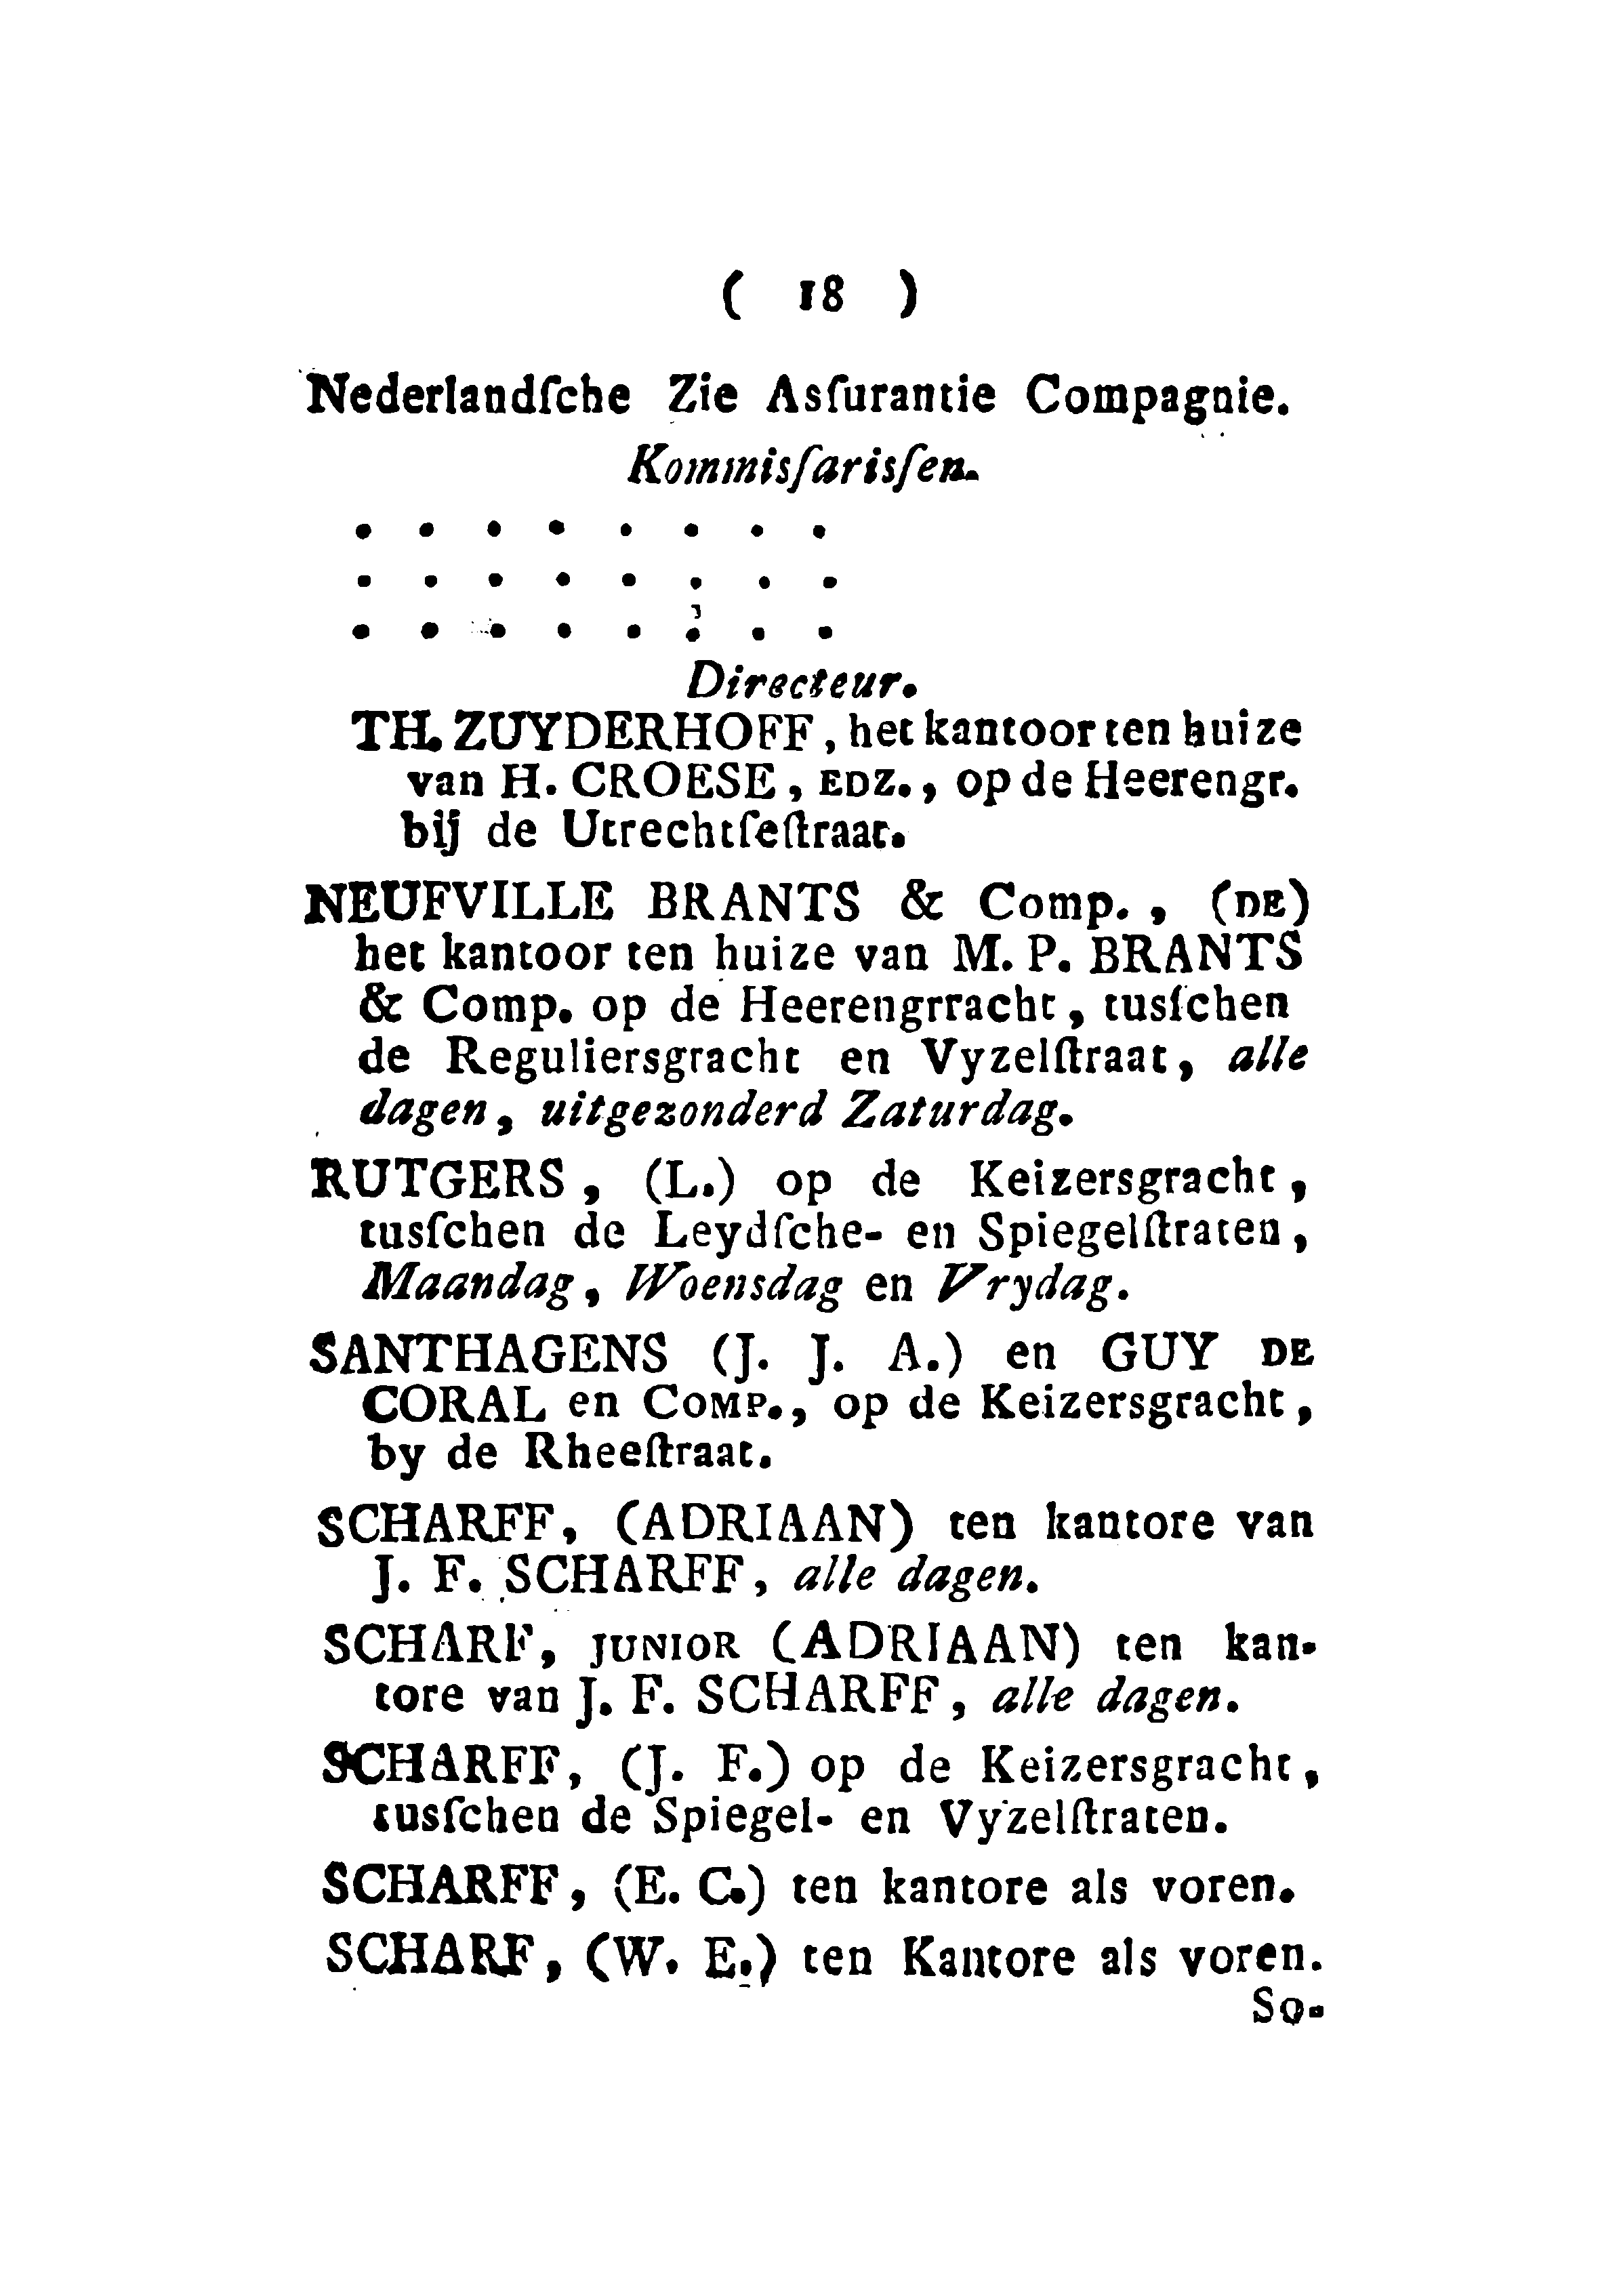 ( 18 )
Nederlandſche Zie Asſurantie Compagnie.
Kommisſarisſen.
. . . . . . . .
. . . . . . . .
. . . . . . . .
Directeur.
TH. ZUYDERHOFF, het kantoor ten huize
van H. CROESE, EDZ., op de Heerengr.
bij de Utrechtſeſtraat.
NEUFVILLE BRANTS & Comp., (DE)
het kantoor ten huize van M. P. BRANTS
& Comp. op de Heerengrracht, tusſchen
de Reguliersgracht en Vyzelſtraat, alle
dagen, uitgezonderd Zaturdag.
RUTGERS, (L.) op de Keizersgracht,
tusſchen de Leydſche- en Spiegelſtraten,
Maandag, Woensdag en Vrydag.
SANTHAGENS (J. J. A.) en GUY DE
CORAL en COMP., op de Keizersgracht,
by de Rheeſtraat.
SCHARFF, (ADRIAAN) ten kantore van
J. F. SCHARFF, alle dagen.
SCHARF, JUNIOR (ADRIAAN) ten kan-
tore van J. F. SCHARFF, alle dagen.
SCHARFF, (J. F.) op de Keizersgracht,
tusſchen de Spiegel- en Vyzelſtraten.
SCHARFF, (E. C.) ten kantore als voren.
SCHARF, (W. E.) ten Kantore als voren.
So-